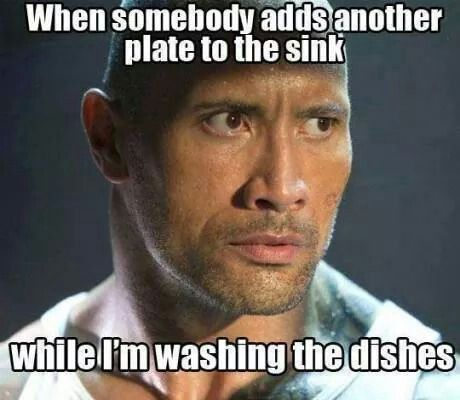 When somebody adds another
plate to the sink
while I'm washing the dishes